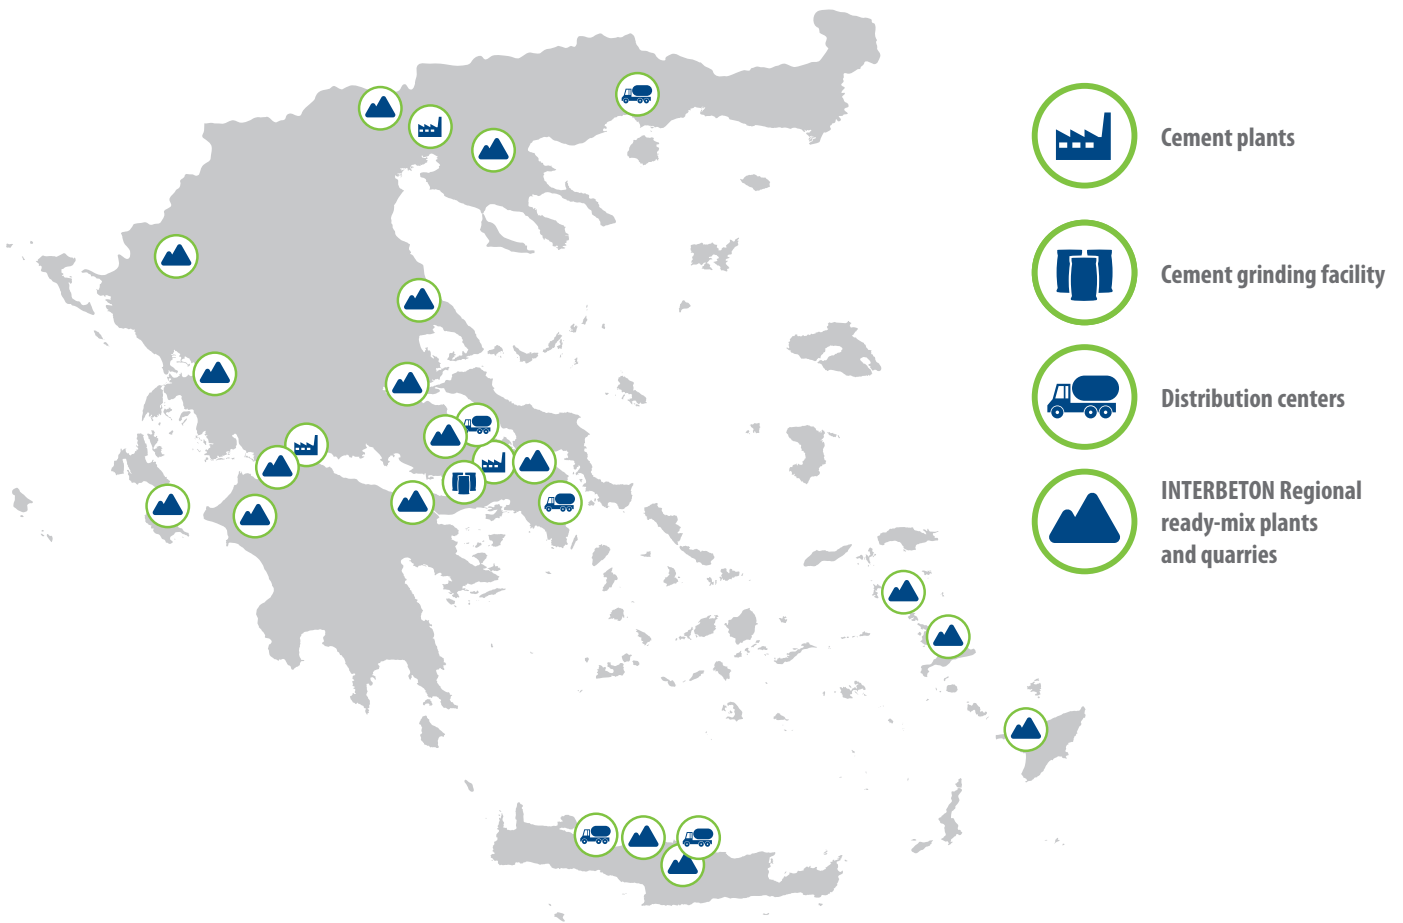 Cement plants
Cement grinding facility
Distribution centers
INTERBETON Regional
ready-mix plants
and quarries